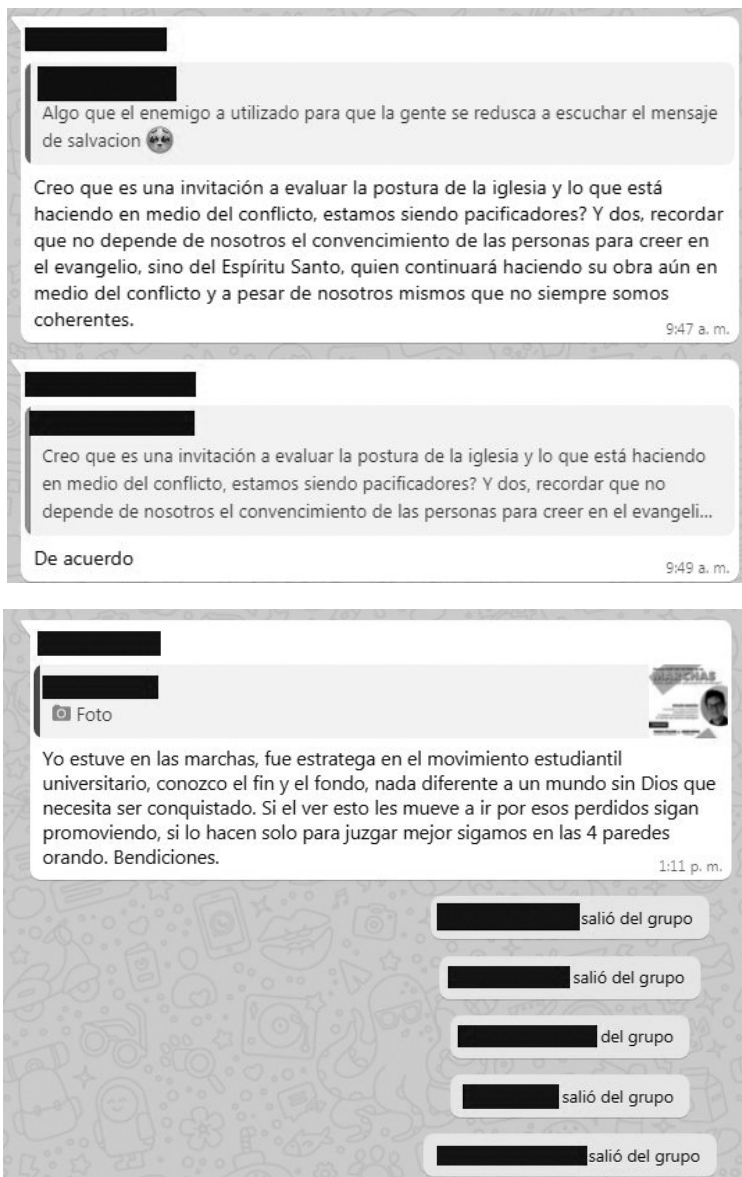 Algo que el enemigo a utilizado para que la gente se redusca a escuchar el mensaje
de salvacion
Creo que es una invitación a evaluar la postura de la iglesia y lo que está
haciendo en medio del conflicto, estamos siendo pacificadores? Y dos, recordar
que no depende de nosotros el convencimiento de las personas para creer en
el evangelio, sino del Espíritu Santo, quien continuará haciendo su obra aún en
medio del conflicto y a pesar de nosotros mismos que no siempre somos
coherentes.
9:47 a. m.
Creo que es una invitación a evaluar la postura de la iglesia y lo que está haciendo
en medio del conflicto, estamos siendo pacificadores? Y dos, recordar que no
depende de nosotros el convencimiento de las personas para creer en el evangeli...
De acuerdo
9:49 a. m.
Foto
MARCHAS
Yo estuve en las marchas, fue estratega en el movimiento estudiantil
universitario, conozco el fin y el fondo, nada diferente a un mundo sin Dios que
necesita ser conquistado. Si el ver esto les mueve a ir por esos perdidos sigan
promoviendo, si lo hacen solo para juzgar mejor sigamos en las 4 paredes
orando. Bendiciones.
1:11 p. m.
salió del grupo
salió del grupo
del grupo
salió del grupo
salió del grupo